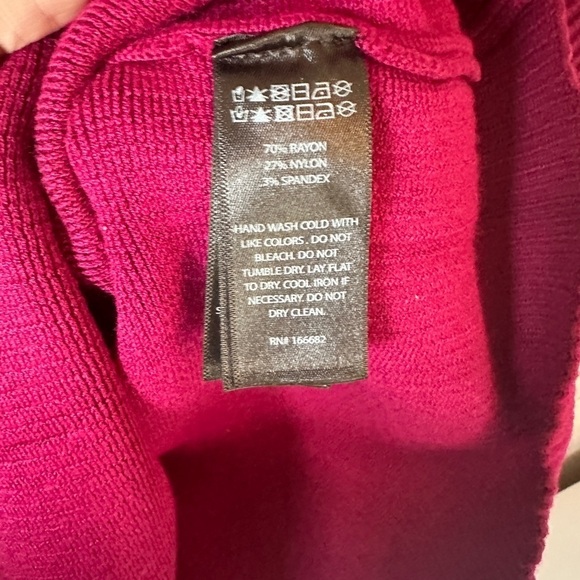 70% RAYON
27% NYLON
3% SPANDEX
HAND WASH COLD WITH
LIKE COLORS . DO NOT
BLEACH. DO NOT
TUMBLE DRY. LAY FLAT
TO DRY. COOL IRON IF
NECESSARY. DO NOT
DRY CLEAN.
RN# 166682